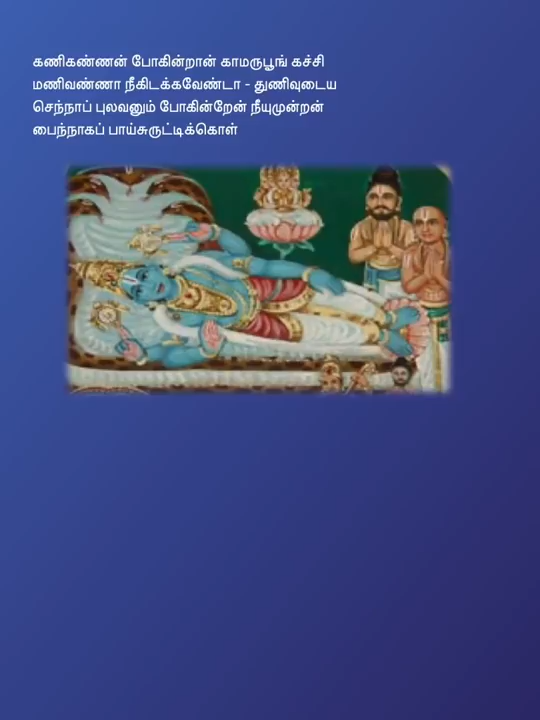 கணிகண்ணன் போகின்றான் காமருபூங் கச்சி
மணிவண்ணா நீகிடக்கவேண்டா - துணிவுடைய
செந்நாப் புலவனும் போகின்றேன் நீயுமுன்றன்
பைந்நாகப் பாய்சுருட்டிக்கொள்